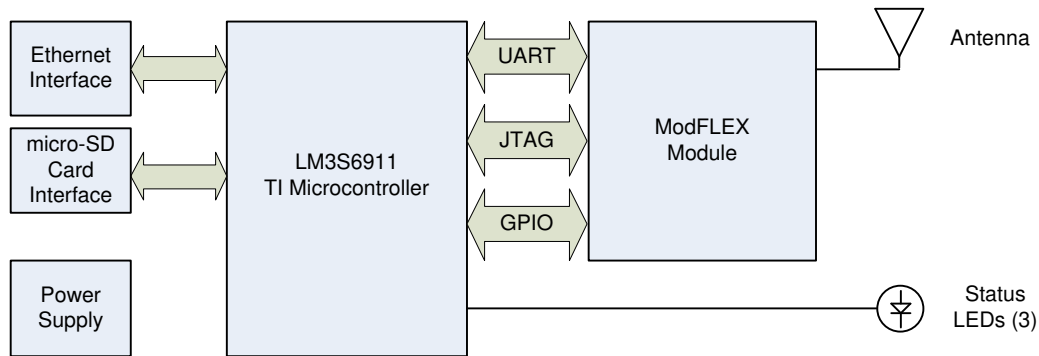 Ethernet
Interface
micro-SD
Card
Interface
Power
Supply
LM3S6911
TI Microcontroller
UART
JTAG
GPIO
ModFLEX
Module
Antenna
Status
LEDs (3)